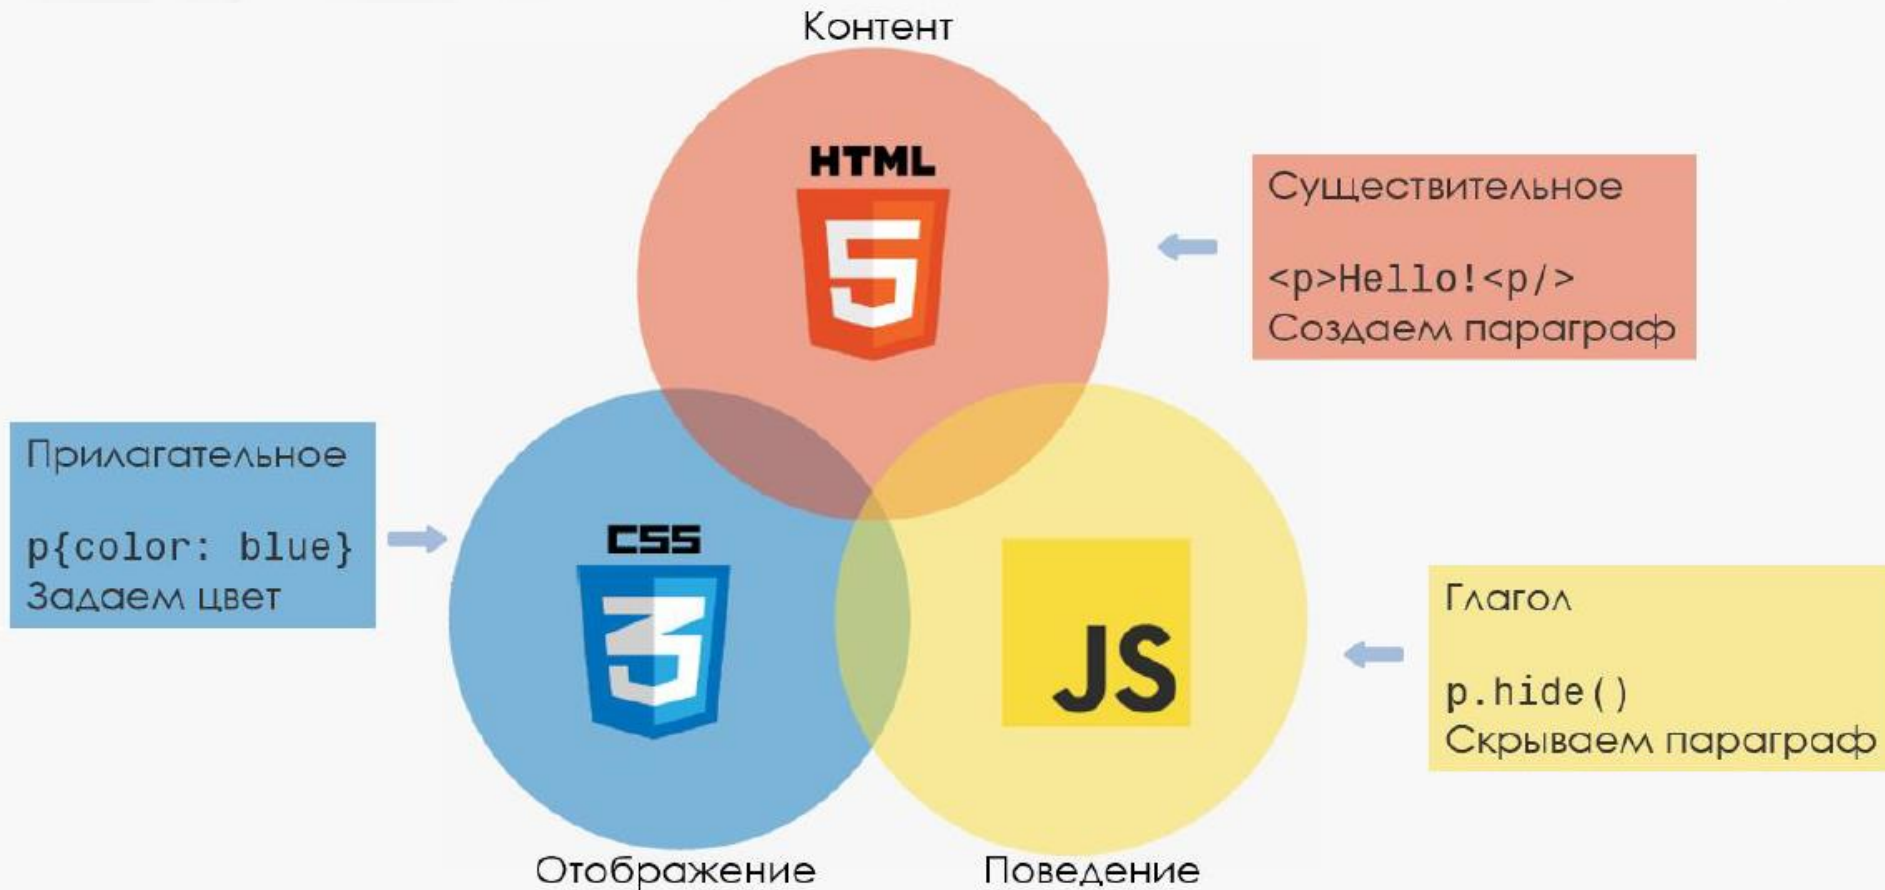 Контент
HTML
5
Существительное
<p>Hello!<p/>
Создаем параграф
Прилагательное
p{color: blue}
Задаем цвет
CSS
3
JS
Глагол
p.hide()
Скрываем параграф
Отображение
Поведение